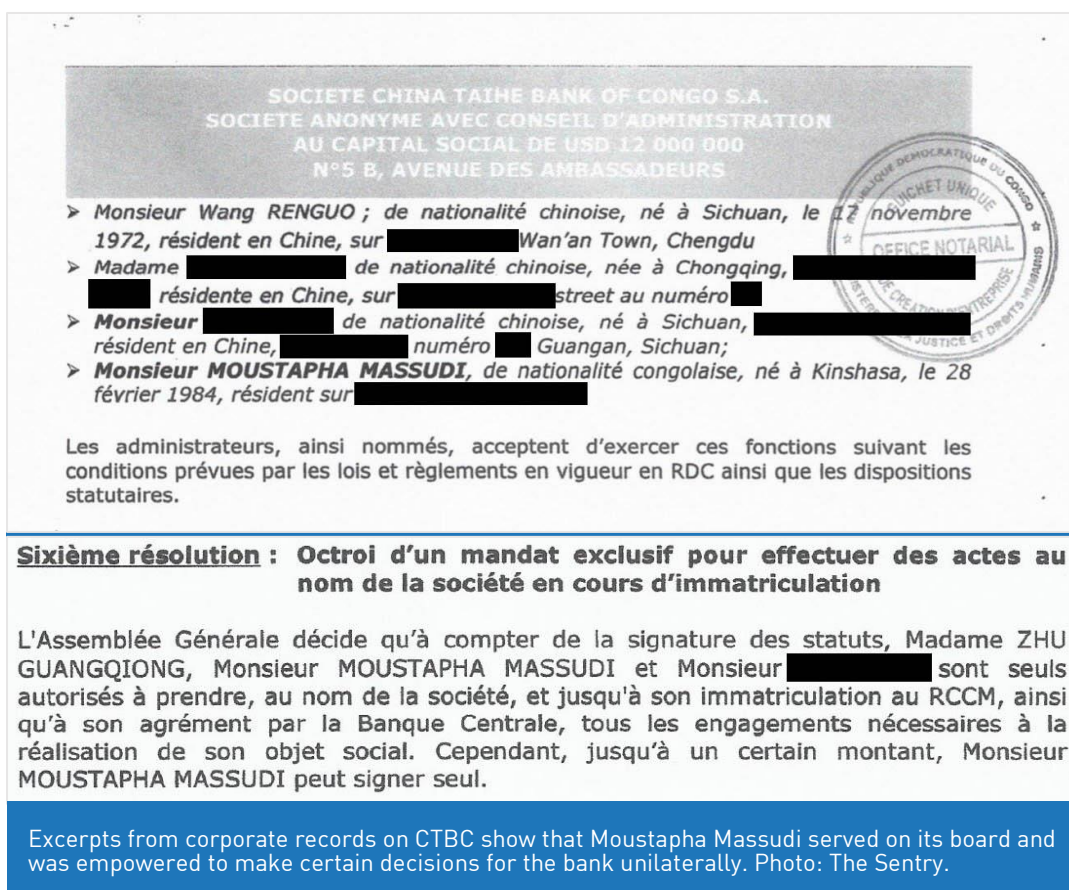 SOCIETE CHINA TAIHE BANK OF CONGO S.A.
SOCIETE ANONYME AVEC CONSEIL D'ADMINISTRATION
AU CAPITAL SOCIAL DE USD 12 000 000
N°5 B, AVENUE DES AMBASSADEURS
REPUBLIQUE DEMOCRATIQUE DU CONGO
GUICHET UNIQUE
OFFICE NOTARIAL
DE CREATION D'ENTREPRISE
JUSTICE ET DROITS HUMAINS
➢ Monsieur Wang RENGUO ; de nationalité chinoise, né à Sichuan, le 17 novembre
1972, résident en Chine, sur Wan'an Town, Chengdu
➢ Madame de nationalité chinoise, née à Chongqing,
résidente en Chine, sur street au numéro
➢ Monsieur de nationalité chinoise, né à Sichuan,
résident en Chine, numéro Guangan, Sichuan;
➢ Monsieur MOUSTAPHA MASSUDI, de nationalité congolaise, né à Kinshasa, le 28
février 1984, résident sur
Les administrateurs, ainsi nommés, acceptent d'exercer ces fonctions suivant les
conditions prévues par les lois et règlements en vigueur en RDC ainsi que les dispositions
statutaires.
Sixième résolution : Octroi d'un mandat exclusif pour effectuer des actes au
nom de la société en cours d'immatriculation
L'Assemblée Générale décide qu'à compter de la signature des statuts, Madame ZHU
GUANGQIONG, Monsieur MOUSTAPHA MASSUDI et Monsieur sont seuls
autorisés à prendre, au nom de la société, et jusqu'à son immatriculation au RCCM, ainsi
qu'à son agrément par la Banque Centrale, tous les engagements nécessaires à la
réalisation de son objet social. Cependant, jusqu'à un certain montant, Monsieur
MOUSTAPHA MASSUDI peut signer seul.
Excerpts from corporate records on CTBC show that Moustapha Massudi served on its board and
was empowered to make certain decisions for the bank unilaterally. Photo: The Sentry.